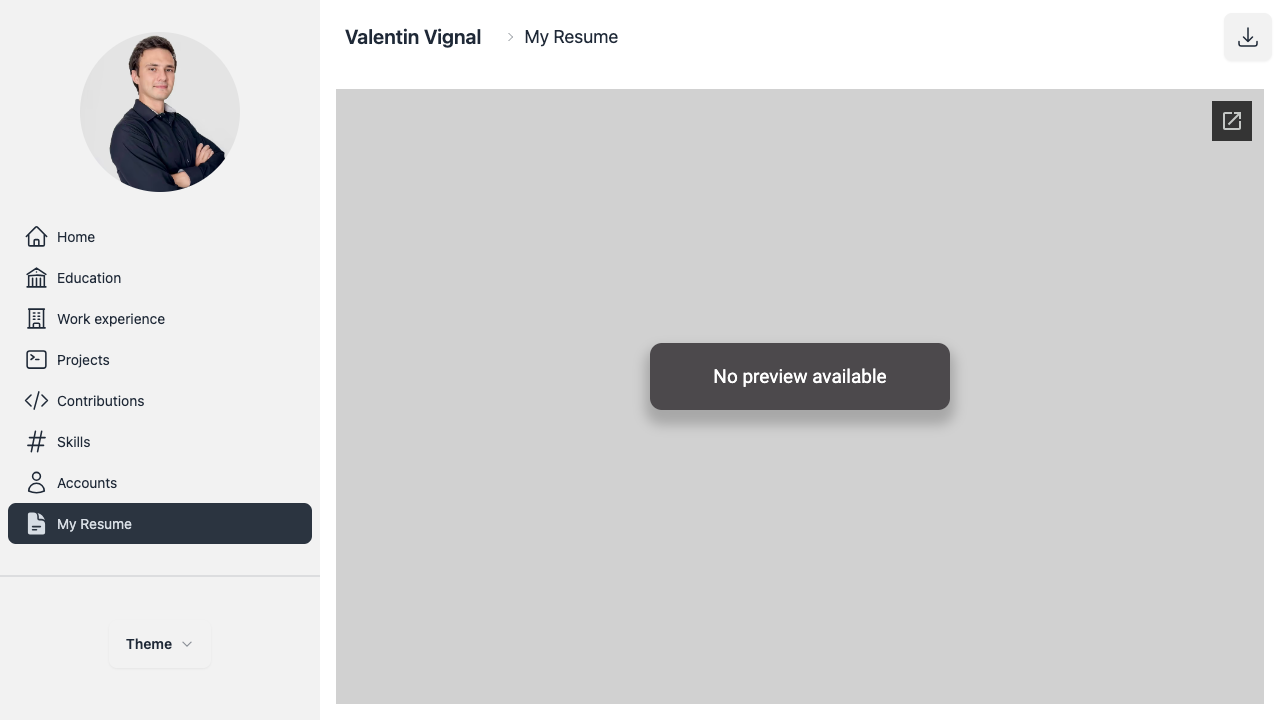 Valentin Vignal
My Resume
Home
Education
Work experience
Projects
Contributions
Skills
Accounts
My Resume
Theme
No preview available